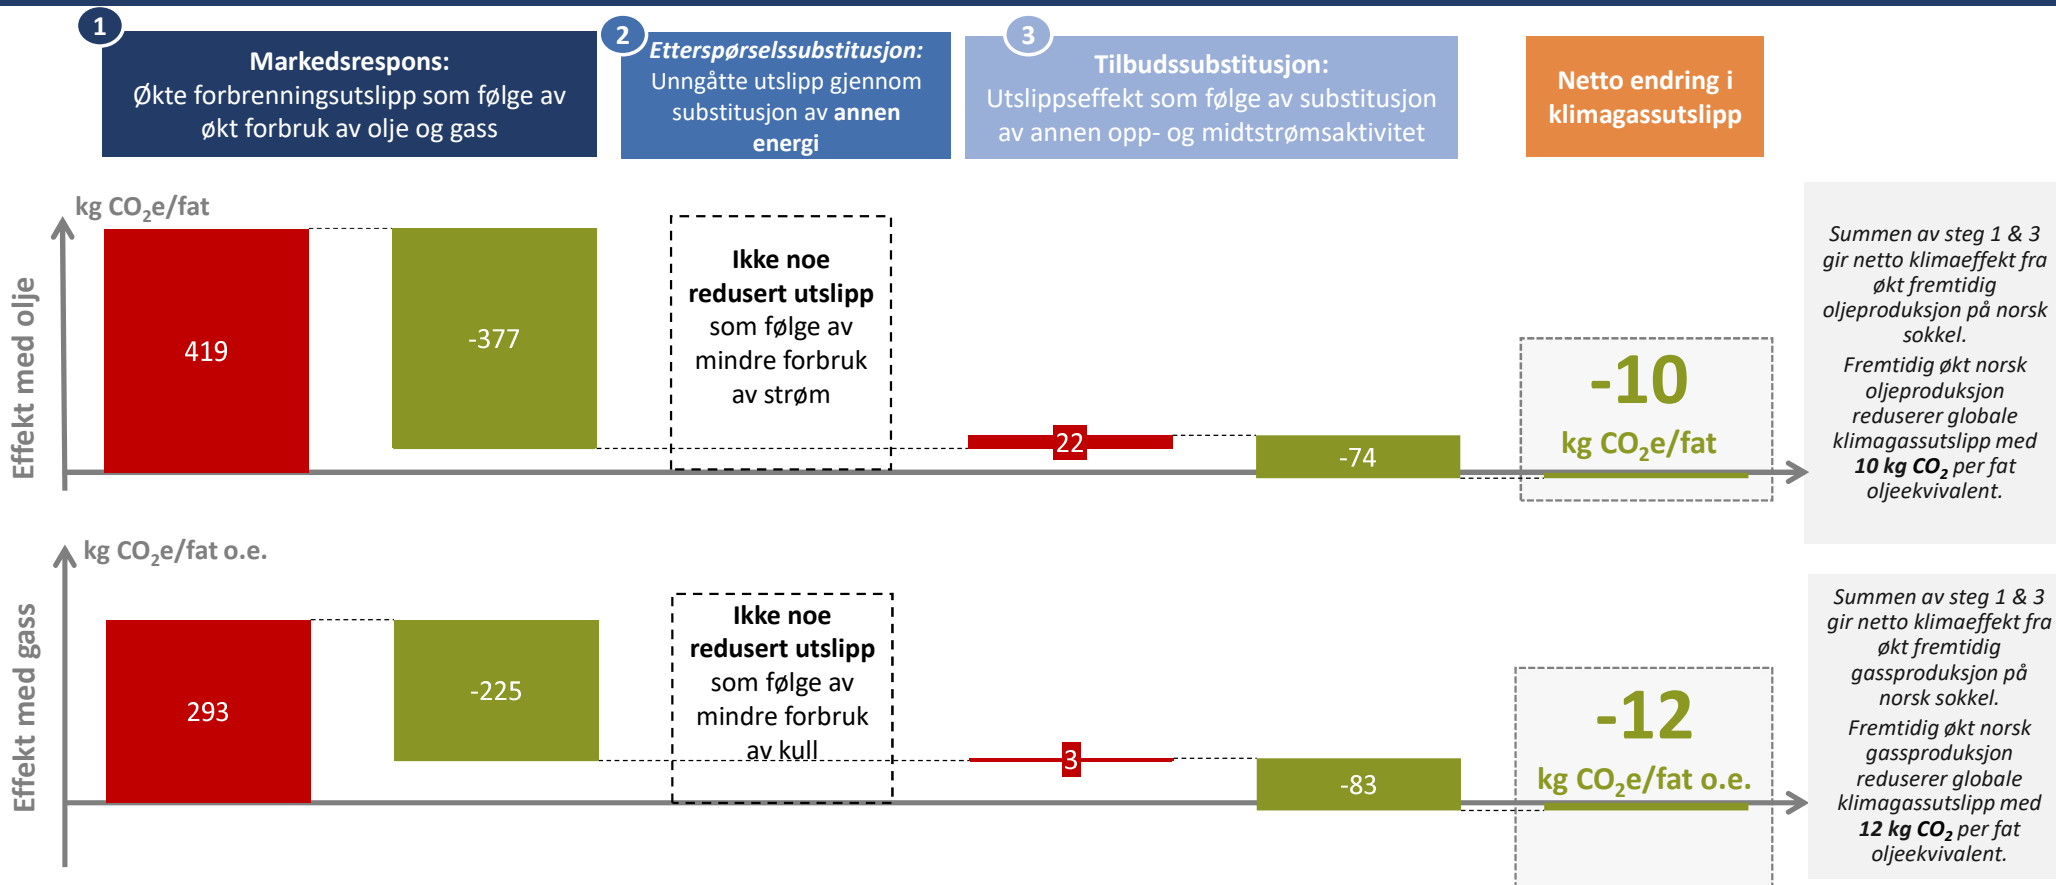 1
Markedsrespons:
Økte forbrenningsutslipp som følge av
økt forbruk av olje og gass
2
Etterspørselssubstitusjon:
Unngåtte utslipp gjennom
substitusjon av annen
energi
3
Tilbudssubstitusjon:
Utslippseffekt som følge av substitusjon
av annen opp- og midtstrømsaktivitet
Netto endring i
klimagassutslipp
Effekt med olje
kg CO₂e/fat
419
-377
Ikke noe
redusert utslipp
som følge av
mindre forbruk
av strøm
22
-74
-10
kg CO₂e/fat
Summen av steg 1 & 3
gir netto klimaeffekt fra
økt fremtidig
oljeproduksjon på norsk
sokkel.
Fremtidig økt norsk
oljeproduksjon
reduserer globale
klimagassutslipp med
10 kg CO₂ per fat
oljeekvivalent.
Effekt med gass
kg CO₂e/fat o.e.
293
-225
Ikke noe
redusert utslipp
som følge av
mindre forbruk
av kull
3
-83
-12
kg CO₂e/fat o.e.
Summen av steg 1 & 3
gir netto klimaeffekt fra
økt fremtidig
gassproduksjon på
norsk sokkel.
Fremtidig økt norsk
gassproduksjon
reduserer globale
klimagassutslipp med
12 kg CO₂ per fat
oljeekvivalent.